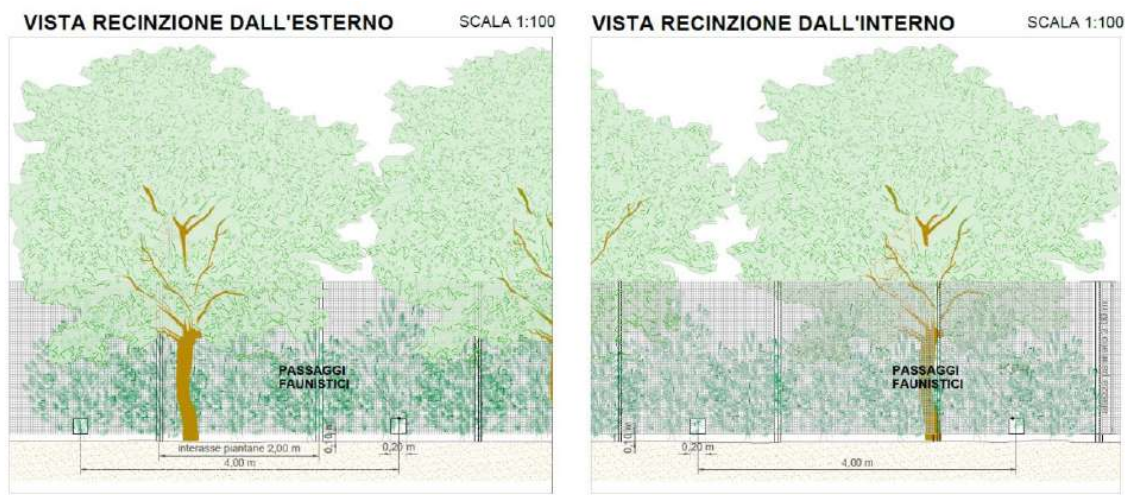 VISTA RECINZIONE DALL'ESTERNO
SCALA 1:100
PASSAGGI
FAUNISTICI
0,10 m
interasse piantane 2,00 m
0,20 m
4,00 m
VISTA RECINZIONE DALL'INTERNO
SCALA 1:100
PASSAGGI
FAUNISTICI
0,10 m
0,20 m
4,00 m